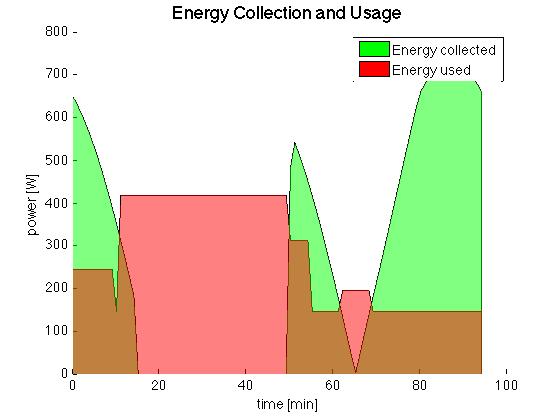 Energy Collection and Usage
800
700
600
500
400
300
200
100
0
power [W]
Energy collected
Energy used
0 20 40 60 80 100
time [min]